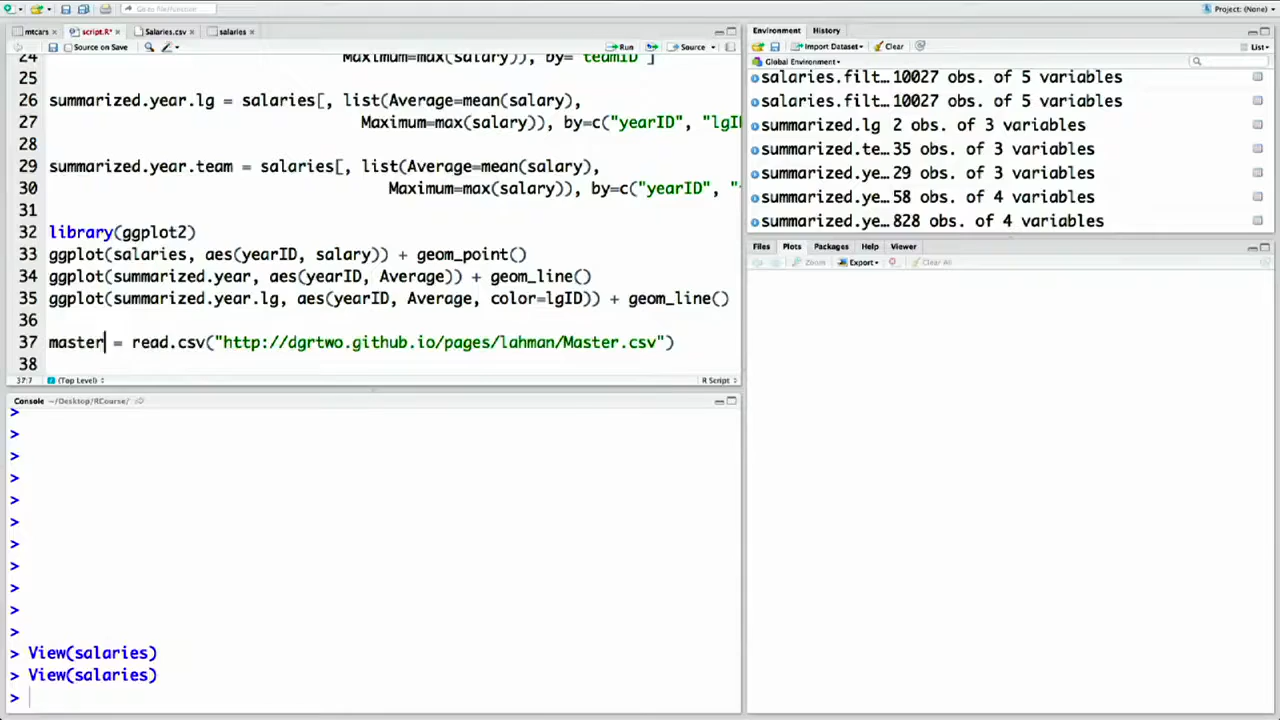 Go to file/function
Project: (None)
mtcars
script.R*
Salaries.csv
salaries
Source on Save
Run
Source
24 Maximum=max(salary)), by="teamID"]
25
26 summarized.year.lg = salaries[, list(Average=mean(salary),
27 Maximum=max(salary)), by=c("yearID", "lgID
28
29 summarized.year.team = salaries[, list(Average=mean(salary),
30 Maximum=max(salary)), by=c("yearID", "
31
32 library(ggplot2)
33 ggplot(salaries, aes(yearID, salary)) + geom_point()
34 ggplot(summarized.year, aes(yearID, Average)) + geom_line()
35 ggplot(summarized.year.lg, aes(yearID, Average, color=lgID)) + geom_line()
36
37 master = read.csv("http://dgrtwo.github.io/pages/lahman/Master.csv")
38
37:7 (Top Level) R Script
Console ~/Desktop/RCourse/
>
>
>
>
>
>
>
>
>
>
>
> View(salaries)
> View(salaries)
>
Environment History
Import Dataset Clear List
Global Environment
salaries.filt… 10027 obs. of 5 variables
salaries.filt… 10027 obs. of 5 variables
summarized.lg 2 obs. of 3 variables
summarized.te… 35 obs. of 3 variables
summarized.ye… 29 obs. of 3 variables
summarized.ye… 58 obs. of 4 variables
summarized.ye… 828 obs. of 4 variables
Files Plots Packages Help Viewer
Zoom Export Clear All